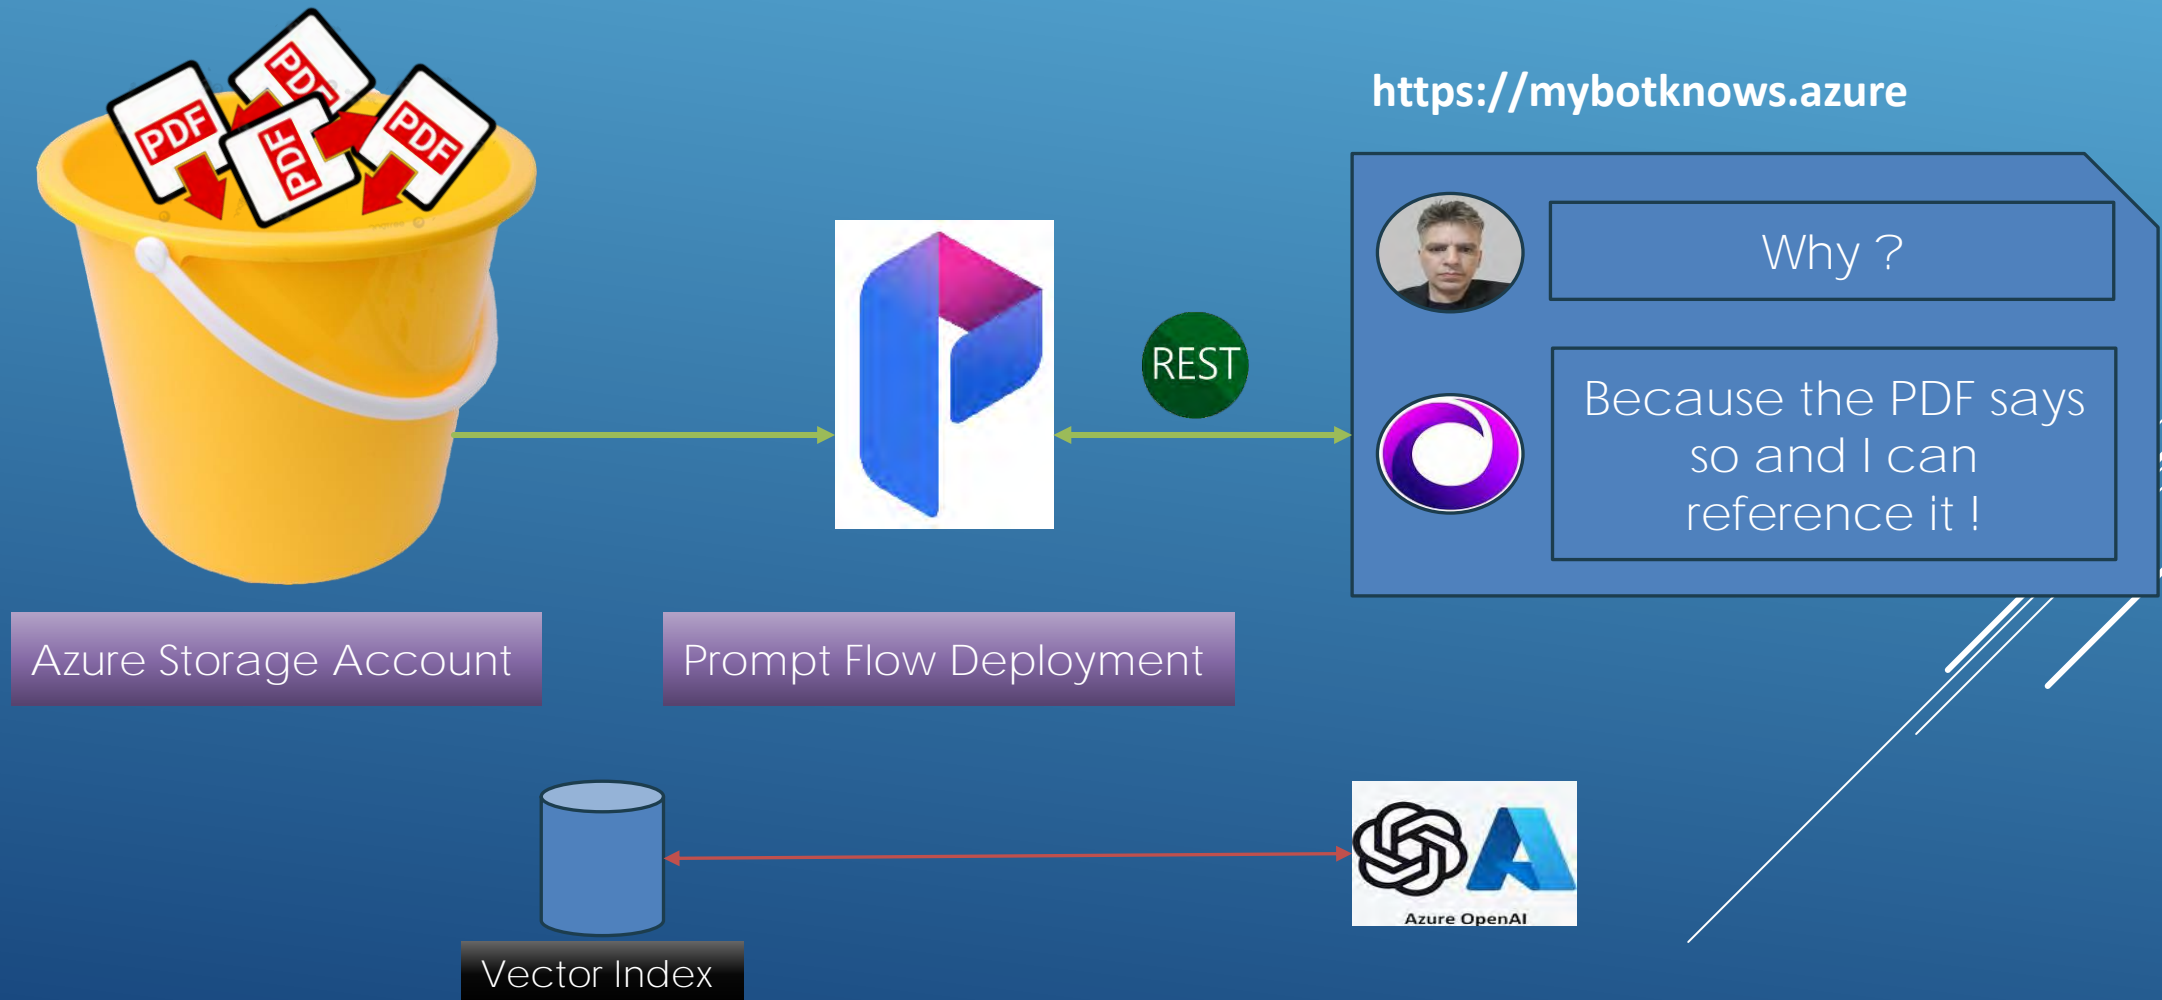 PDF
PDF
PDF
PDF
https://mybotknows.azure
Why ?
REST
Because the PDF says
so and I can
reference it !
Azure Storage Account
Prompt Flow Deployment
Azure OpenAI
Vector Index